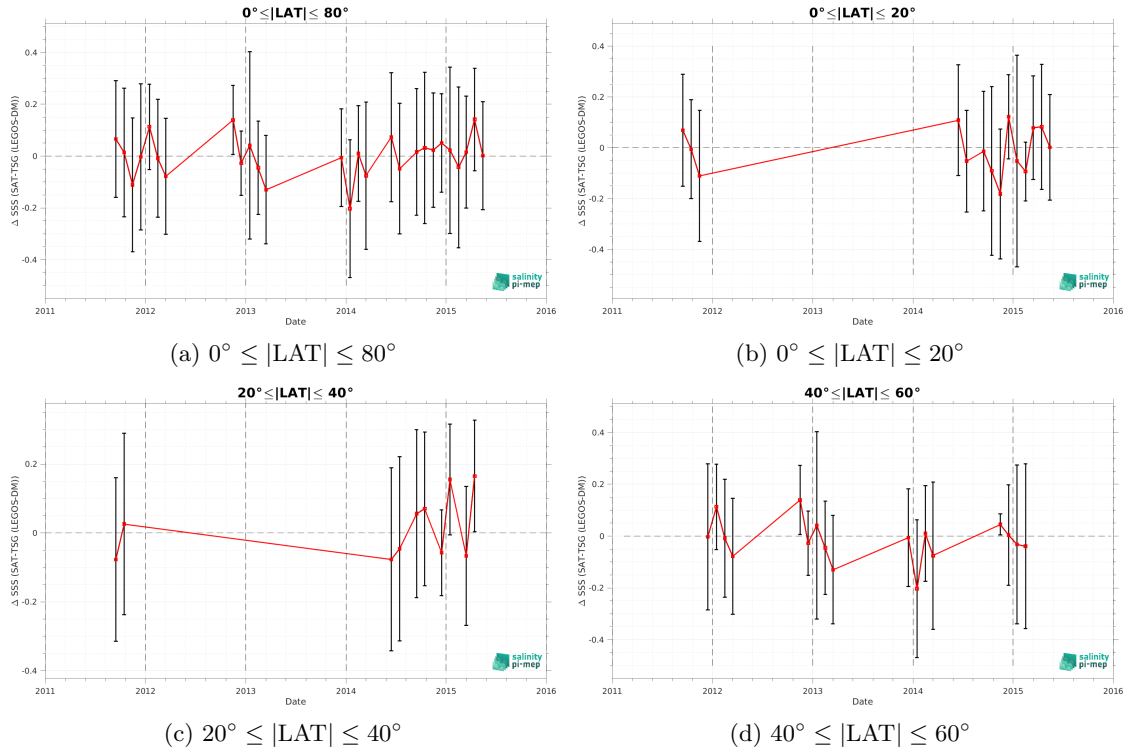 0°≤|LAT|≤ 80°
Δ SSS (SAT-TSG (LEGOS-DM))
0.4
0.2
0
-0.2
-0.4
salinity
pi-mep
2011 2012 2013 2014 2015 2016
Date
(a) 0° ≤ |LAT| ≤ 80°
0°≤|LAT|≤ 20°
Δ SSS (SAT-TSG (LEGOS-DM))
0.4
0.2
0
-0.2
-0.4
salinity
pi-mep
2011 2012 2013 2014 2015 2016
Date
(b) 0° ≤ |LAT| ≤ 20°
20°≤|LAT|≤ 40°
Δ SSS (SAT-TSG (LEGOS-DM))
0.2
0
-0.2
-0.4
salinity
pi-mep
2011 2012 2013 2014 2015 2016
Date
(c) 20° ≤ |LAT| ≤ 40°
40°≤|LAT|≤ 60°
Δ SSS (SAT-TSG (LEGOS-DM))
0.4
0.2
0
-0.2
-0.4
salinity
pi-mep
2011 2012 2013 2014 2015 2016
Date
(d) 40° ≤ |LAT| ≤ 60°